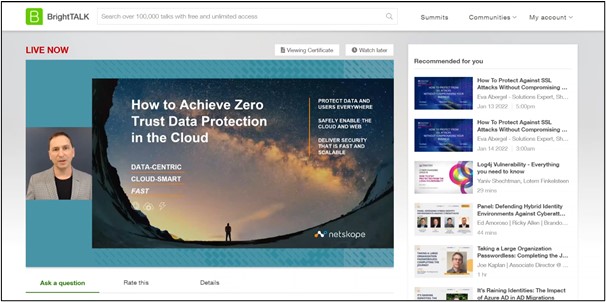 B BrightTALK
Search over 100,000 talks with free and unlimited access
Summits
Communities
My account
LIVE NOW
Viewing Certificate
Watch later
How to Achieve Zero
Trust Data Protection
in the Cloud
DATA-CENTRIC
CLOUD-SMART
FAST
PROTECT DATA AND
USERS EVERYWHERE
SAFELY ENABLE THE
CLOUD AND WEB
DELIVER SECURITY
THAT IS FAST AND
SCALABLE
netskope
Ask a question
Rate this
Details
Recommended for you
How To Protect Against SSL
Attacks Without Compromising ...
Eva Abergel - Solutions Expert, Sh...
Jan 13 2022 | 5:00am
How To Protect Against SSL
Attacks Without Compromising ...
Eva Abergel - Solutions Expert, Sh...
Jan 14 2022 | 3:00am
Log4j Vulnerability - Everything
you need to know
Yaniv Shechtman, Lotem Finkelsteen
29 mins
Panel: Defending Hybrid Identity
Environments Against Cyberatt...
Ed Amoroso | Ricky Allen | Brando...
44 mins
Taking a Large Organization
Passwordless: Completing the J...
Joe Kaplan | Associate Director @ ...
1 hr
It's Raining Identities: The Impact
of Azure AD in AD Migrations